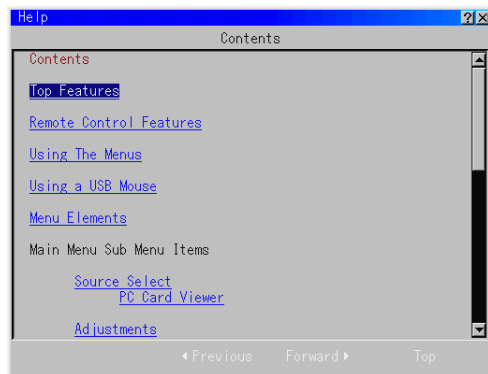 Help
Contents
Contents
Top Features
Remote Control Features
Using The Menus
Using a USB Mouse
Menu Elements
Main Menu Sub Menu Items
Source Select
PC Card Viewer
Adjustments
Previous Forward Top